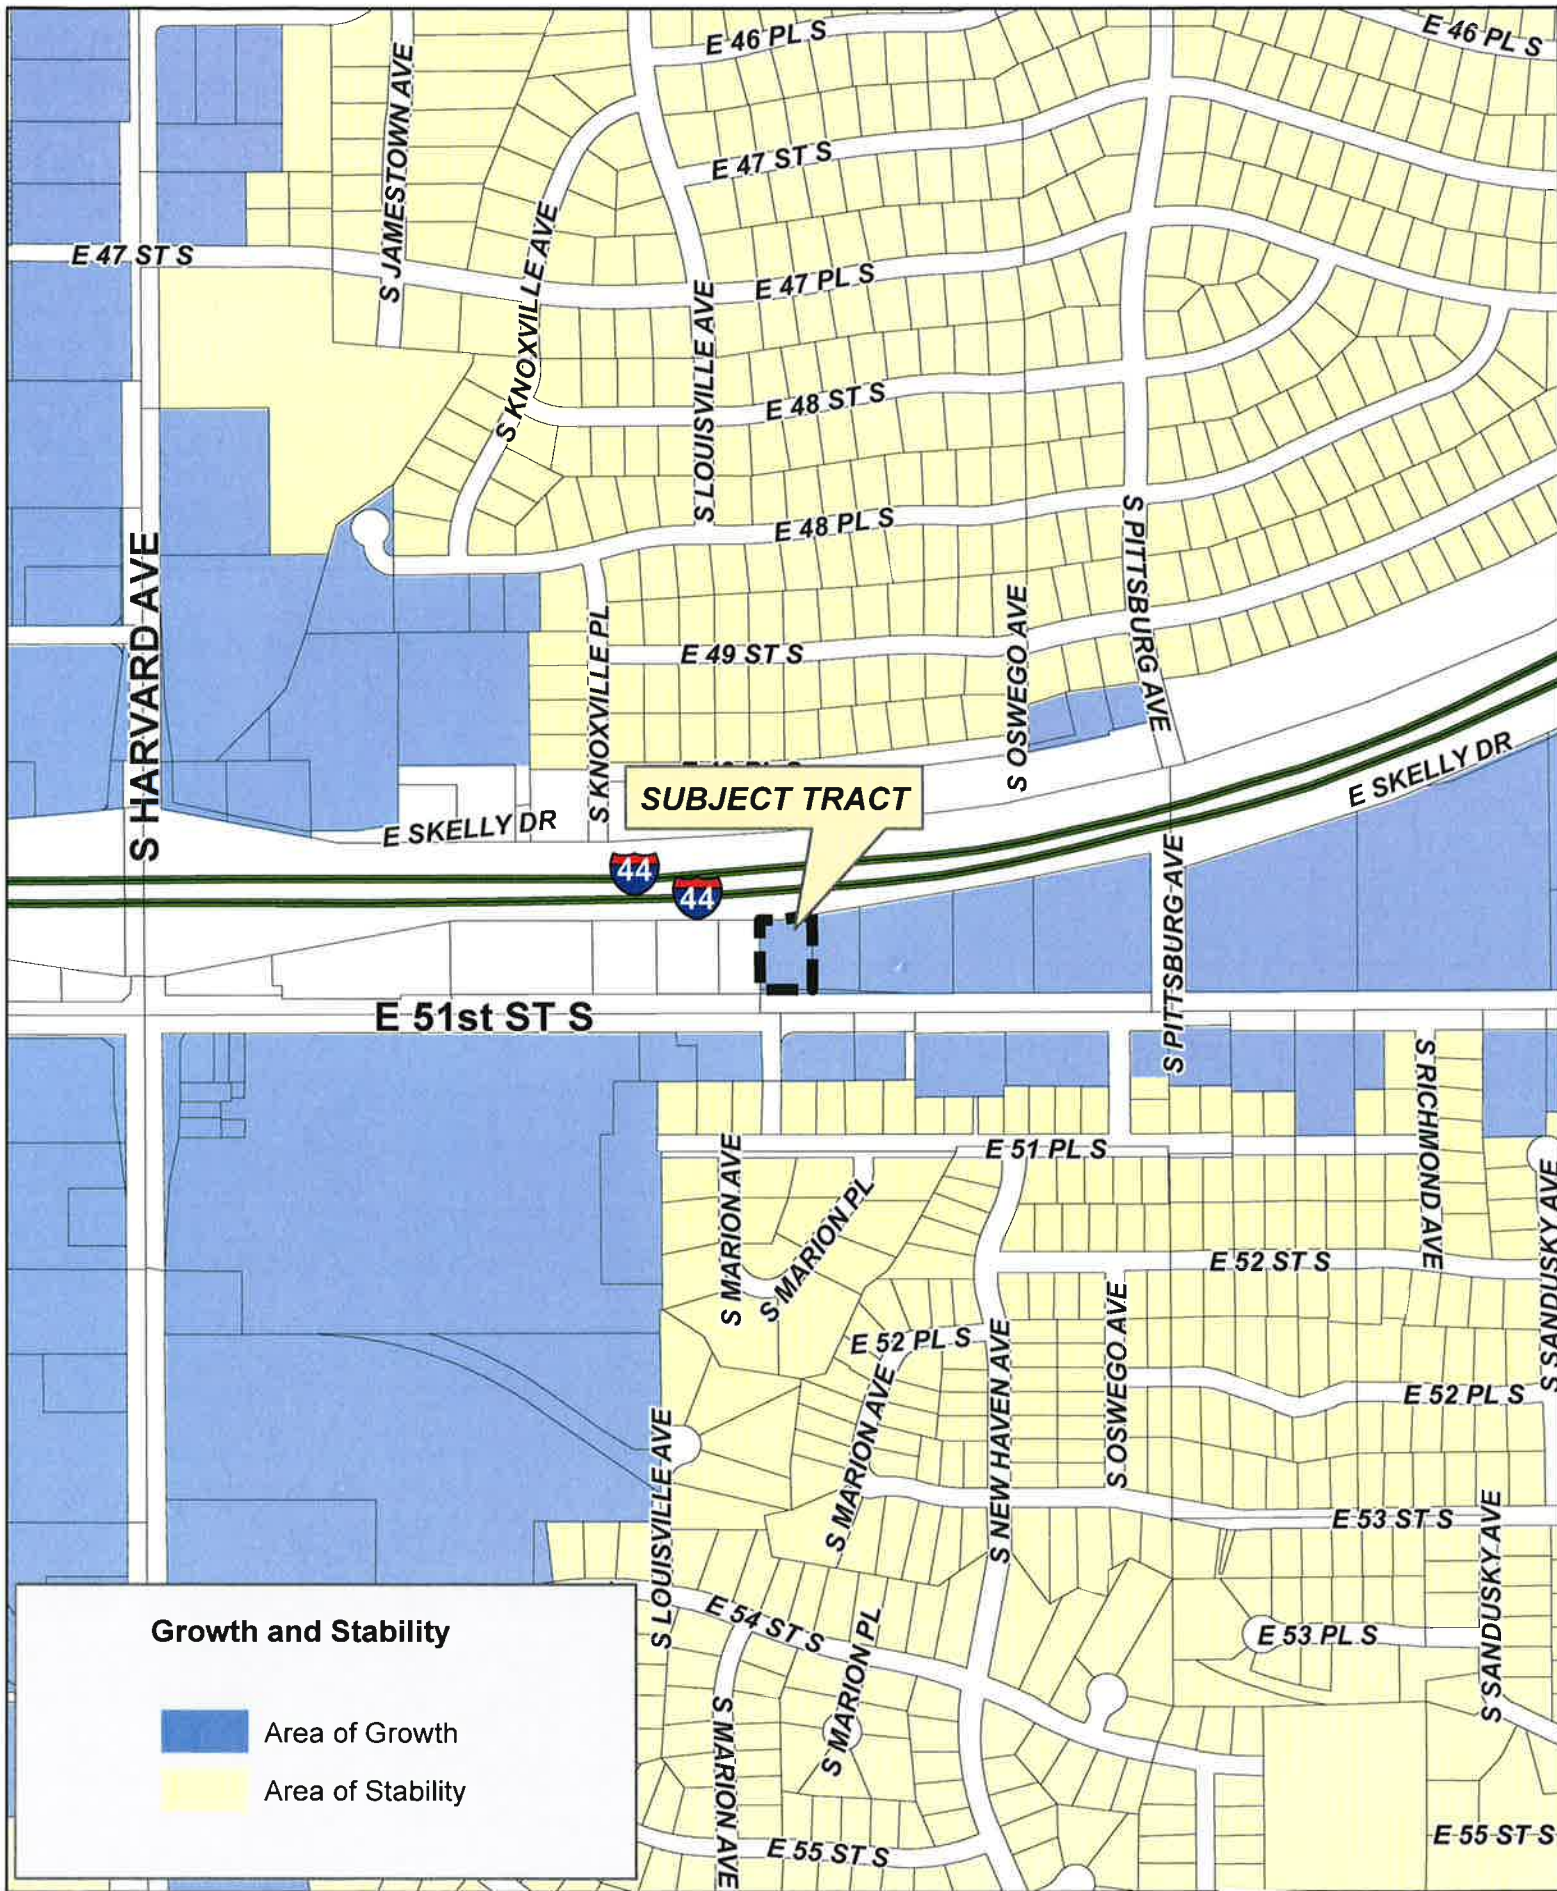 E 46 PL S
E 46 PL S
S JAMESTOWN AVE
E 47 ST S
E 47 ST S
S KNOXVILLE AVE
E 47 PL S
S LOUISVILLE AVE
E 48 ST S
E 48 PL S
S PITTSBURG AVE
S HARVARD AVE
S KNOXVILLE PL
E 49 ST S
S OSWEGO AVE
SUBJECT TRACT
E SKELLY DR
E SKELLY DR
44
44
S PITTSBURG AVE
E 51st ST S
S RICHMOND AVE
E 51 PL S
S MARION AVE
S MARION PL
S SANDUSKY AVE
E 52 ST S
S OSWEGO AVE
E 52 PL S
S NEW HAVEN AVE
S MARION AVE
E 52 PL S
S LOUISVILLE AVE
E 53 ST S
S SANDUSKY AVE
E 54 ST S
S MARION PL
E 53 PL S
S MARION AVE
E 55 ST S
E 55 ST S
Growth and Stability
Area of Growth
Area of Stability